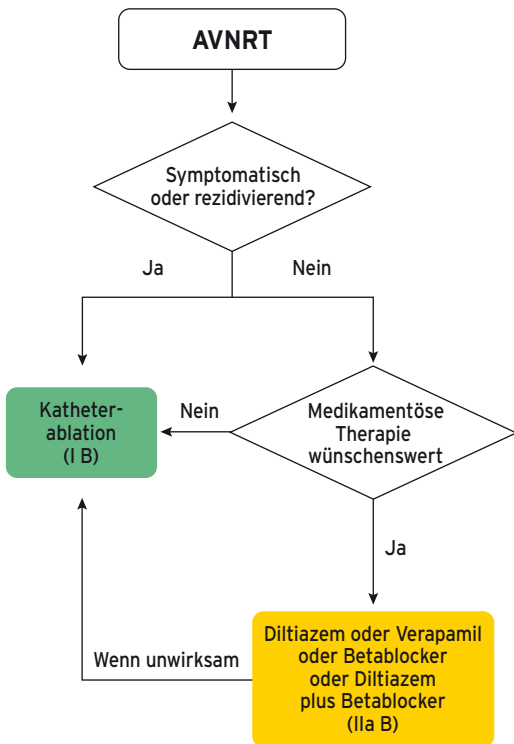 AVNRT
Symptomatisch
oder rezidivierend?
Ja
Nein
Katheter-
ablation
(I B)
Nein
Medikamentöse
Therapie
wünschenswert
Ja
Wenn unwirksam
Diltiazem oder Verapamil
oder Betablocker
oder Diltiazem
plus Betablocker
(IIa B)